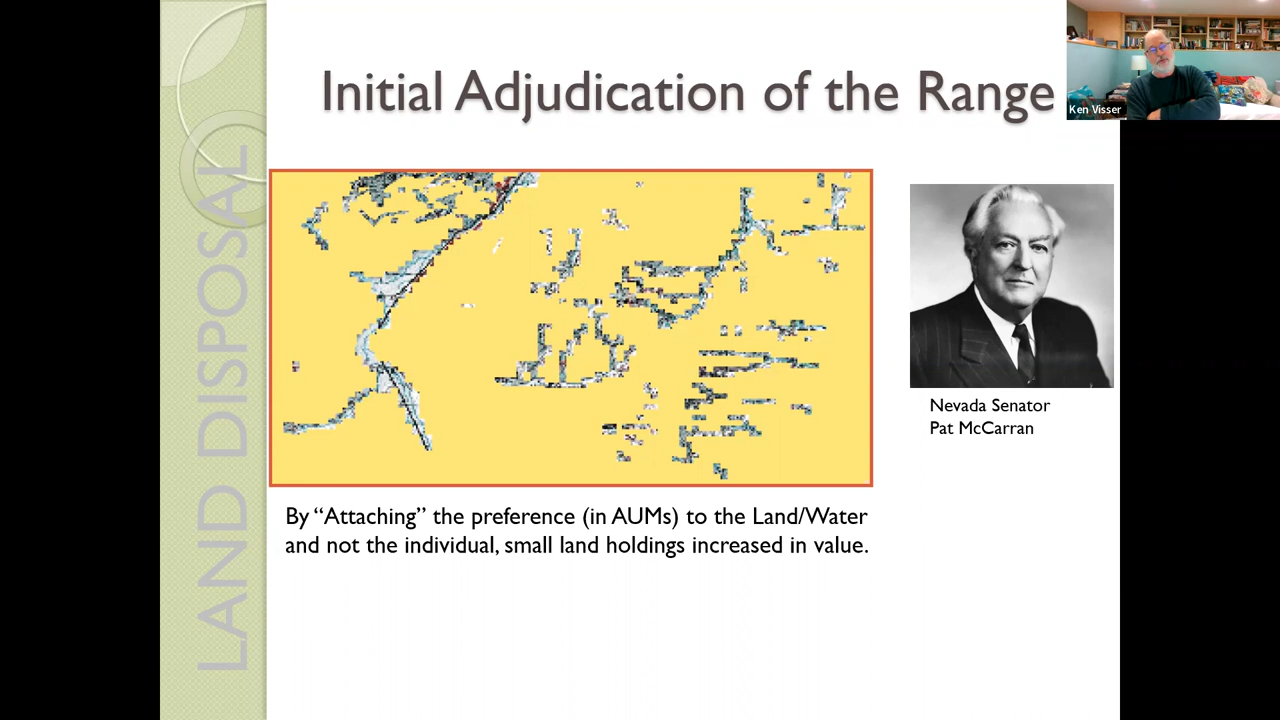 LAND DISPOSAL
Initial Adjudication of the Range
Ken Visser
Nevada Senator
Pat McCarran
By “Attaching” the preference (in AUMs) to the Land/Water
and not the individual, small land holdings increased in value.